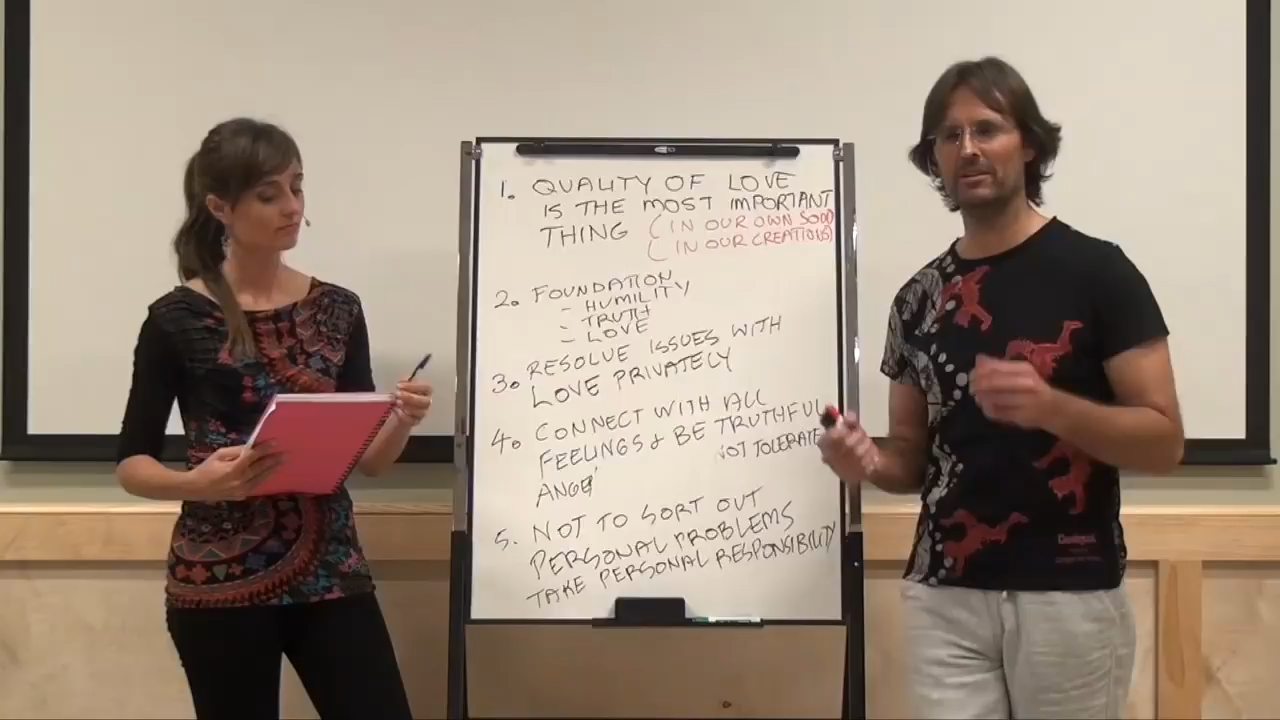 1. QUALITY OF LOVE
IS THE MOST IMPORTANT
THING (IN OUR OWN SOUL)
(IN OUR CREATIONS)
2. FOUNDATION
- HUMILITY
- TRUTH
- LOVE
3. RESOLVE ISSUES WITH
LOVE PRIVATELY
4. CONNECT WITH ALL
FEELINGS & BE TRUTHFUL
NOT TOLERATE
5. NOT TO SORT OUT
PERSONAL PROBLEMS
TAKE PERSONAL RESPONSIBILITY
Desigual